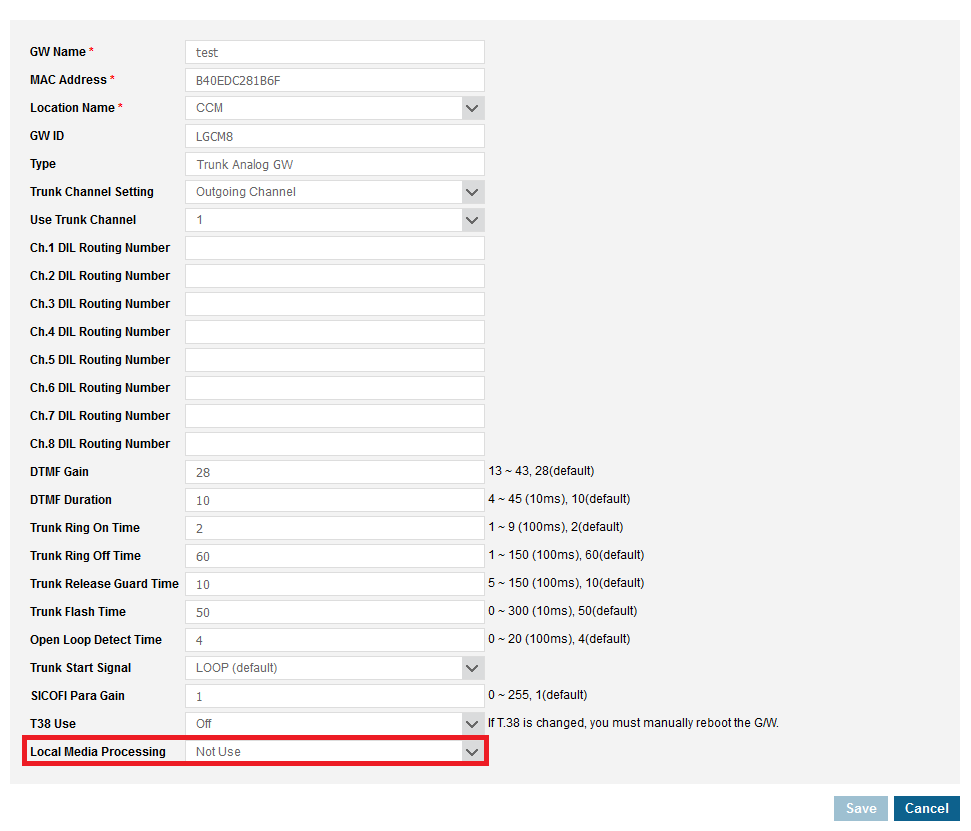 GW Name * test
MAC Address * B40EDC281B6F
Location Name * CCM
GW ID LGCM8
Type Trunk Analog GW
Trunk Channel Setting Outgoing Channel
Use Trunk Channel 1
Ch.1 DIL Routing Number
Ch.2 DIL Routing Number
Ch.3 DIL Routing Number
Ch.4 DIL Routing Number
Ch.5 DIL Routing Number
Ch.6 DIL Routing Number
Ch.7 DIL Routing Number
Ch.8 DIL Routing Number
DTMF Gain 28 13 ~ 43, 28(default)
DTMF Duration 10 4 ~ 45 (10ms), 10(default)
Trunk Ring On Time 2 1 ~ 9 (100ms), 2(default)
Trunk Ring Off Time 60 1 ~ 150 (100ms), 60(default)
Trunk Release Guard Time 10 5 ~ 150 (100ms), 10(default)
Trunk Flash Time 50 0 ~ 300 (10ms), 50(default)
Open Loop Detect Time 4 0 ~ 20 (100ms), 4(default)
Trunk Start Signal LOOP (default)
SICOFI Para Gain 1 0 ~ 255, 1(default)
T38 Use Off If T.38 is changed, you must manually reboot the G/W.
Local Media Processing Not Use
Save Cancel